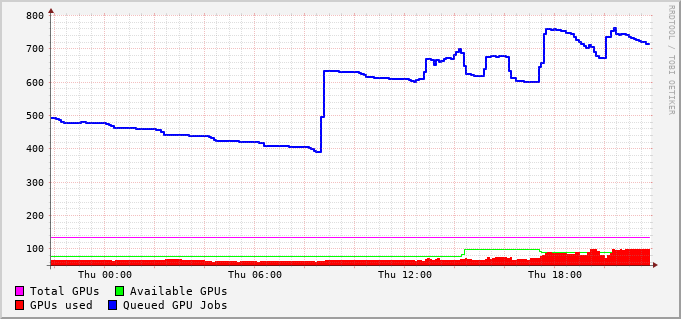 800
700
600
500
400
300
200
100
Thu 00:00 Thu 06:00 Thu 12:00 Thu 18:00
Total GPUs Available GPUs
GPUs used Queued GPU Jobs
RRDTOOL / TOBI OETIKER